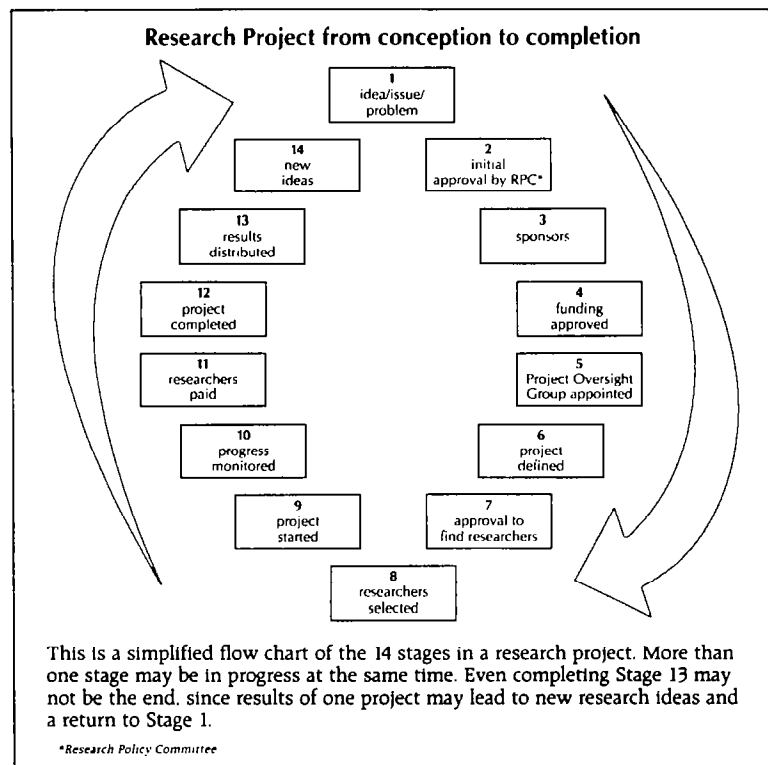 Research Project from conception to completion
1
idea/issue/
problem
2
initial
approval by RPC*
3
sponsors
4
funding
approved
5
Project Oversight
Group appointed
6
project
defined
7
approval to
find researchers
8
researchers
selected
9
project
started
10
progress
monitored
11
researchers
paid
12
project
completed
13
results
distributed
14
new
ideas
This is a simplified flow chart of the 14 stages in a research project. More than
one stage may be in progress at the same time. Even completing Stage 13 may
not be the end, since results of one project may lead to new research ideas and
a return to Stage 1.
*Research Policy Committee